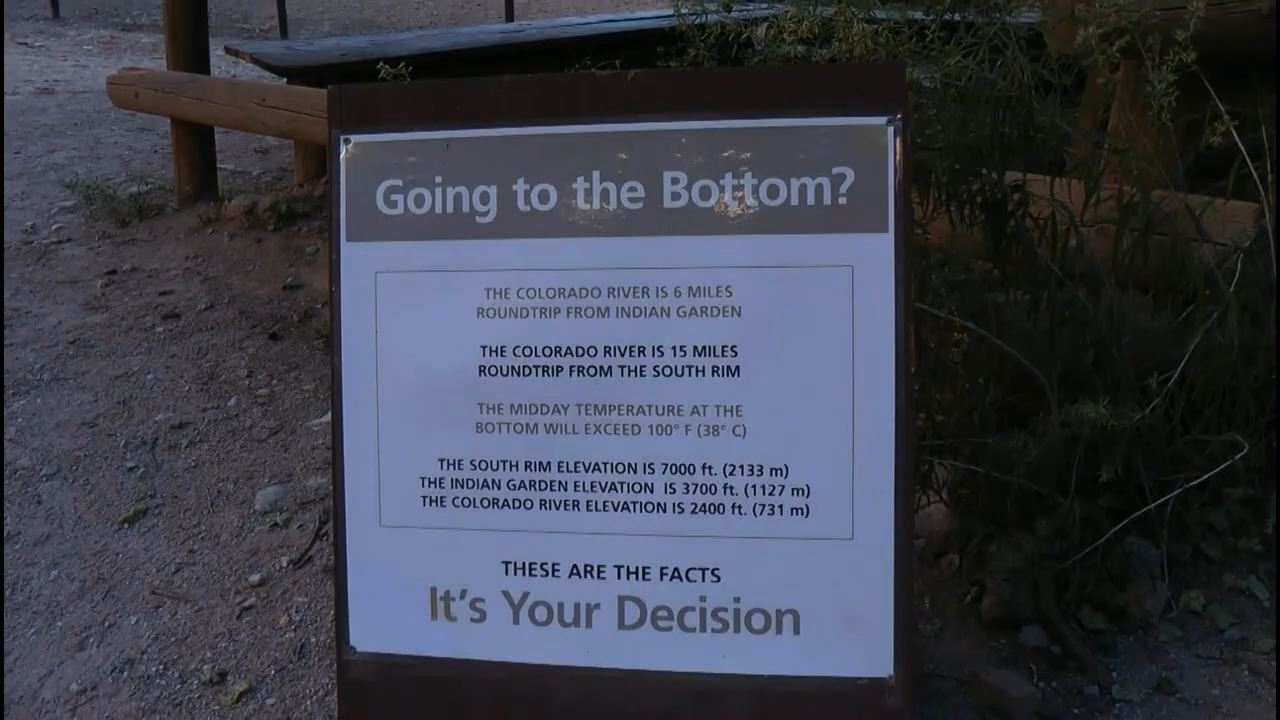 Going to the Bottom?
THE COLORADO RIVER IS 6 MILES
ROUNDTRIP FROM INDIAN GARDEN
THE COLORADO RIVER IS 15 MILES
ROUNDTRIP FROM THE SOUTH RIM
THE MIDDAY TEMPERATURE AT THE
BOTTOM WILL EXCEED 100° F (38° C)
THE SOUTH RIM ELEVATION IS 7000 ft. (2133 m)
THE INDIAN GARDEN ELEVATION IS 3700 ft. (1127 m)
THE COLORADO RIVER ELEVATION IS 2400 ft. (731 m)
THESE ARE THE FACTS
It's Your Decision